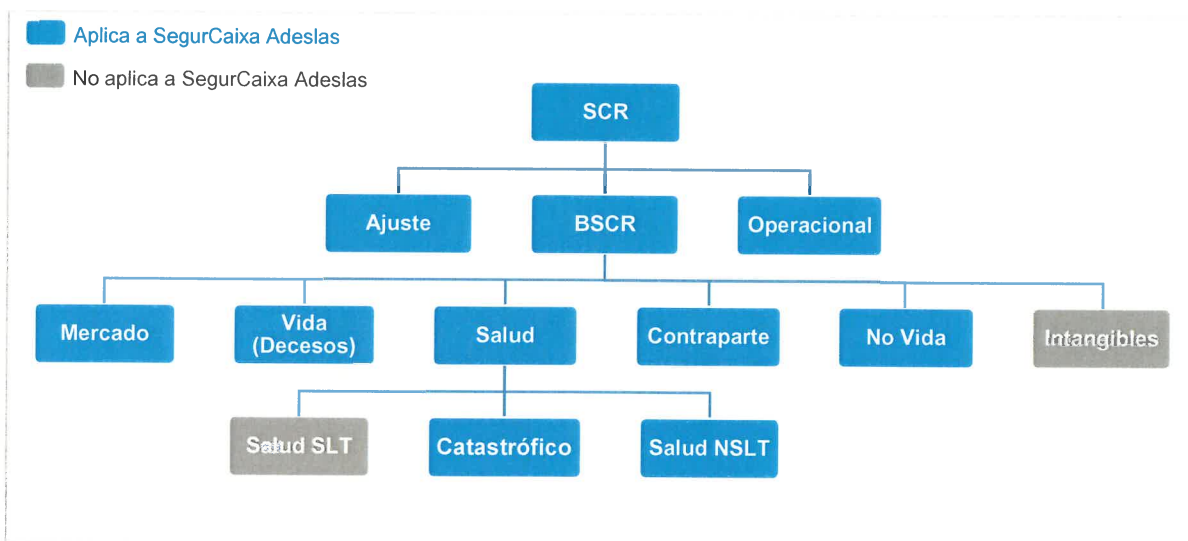 Aplica a SegurCaixa Adeslas
No aplica a SegurCaixa Adeslas
SCR
Ajuste
BSCR
Operacional
Mercado
Vida
(Decesos)
Salud
Contraparte
No Vida
Intangibles
Salud SLT
Catastrófico
Salud NSLT